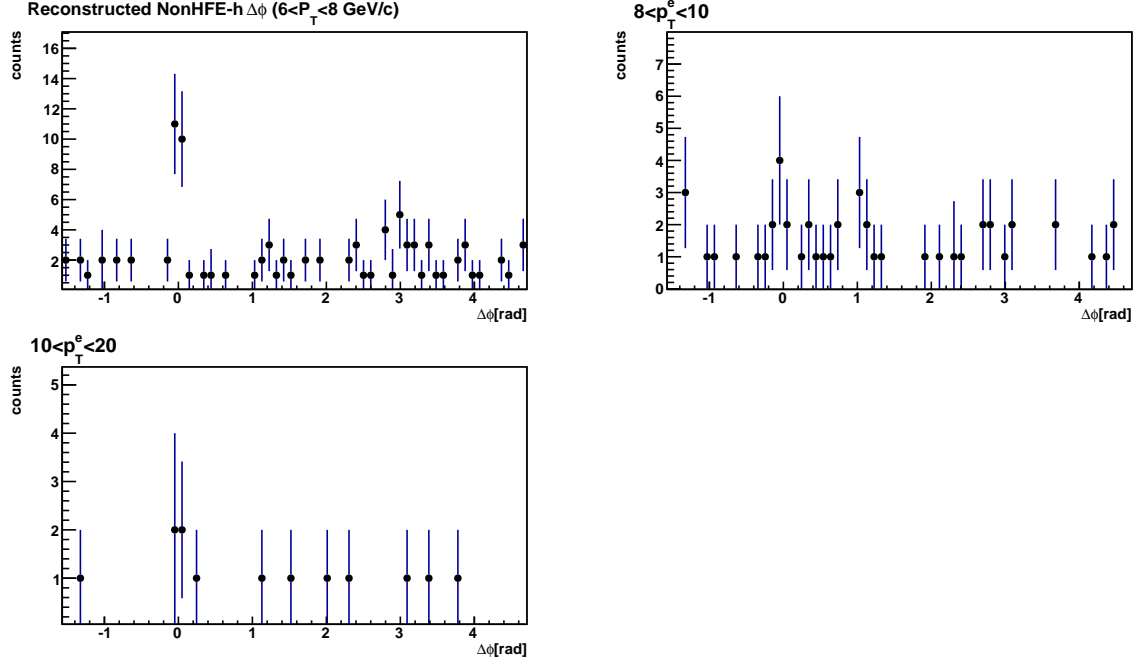 Reconstructed NonHFE-h Δϕ (6<P_T<8 GeV/c)
counts
16
14
12
10
8
6
4
2
-1 0 1 2 3 4
Δϕ[rad]
8<p_T^e<10
counts
7
6
5
4
3
2
1
0
-1 0 1 2 3 4
Δϕ[rad]
10<p_T^e<20
counts
5
4
3
2
1
-1 0 1 2 3 4
Δϕ[rad]